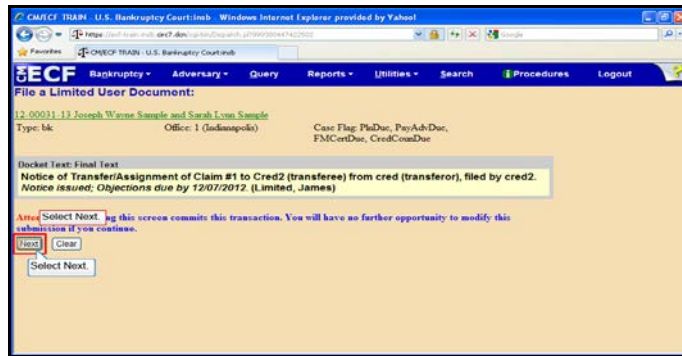 CM/ECF TRAIN - U.S. Bankruptcy Court:insb - Windows Internet Explorer provided by Yahoo!
Favorites CM/ECF TRAIN - U.S. Bankruptcy Court:insb
ECF Bankruptcy Adversary Query Reports Utilities Search Procedures Logout ?
File a Limited User Document:
12-00031-13 Joseph Wayne Sample and Sarah Lynn Sample
Type: bk Office: 1 (Indianapolis) Case Flag: PlnDue, PayAdvDue,
FMCertDue, CredCounDue
Docket Text: Final Text
Notice of Transfer/Assignment of Claim #1 to Cred2 (transferee) from cred (transferor), filed by cred2.
Notice issued; Objections due by 12/07/2012. (Limited, James)
Atte Select Next. ng this screen commits this transaction. You will have no further opportunity to modify this
submission if you continue.
Next Clear
Select Next.